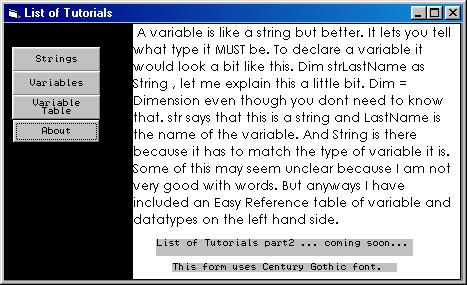 List of Tutorials
Strings
Variables
Variable
Table
About
A variable is like a string but better. It lets you tell
what type it MUST be. To declare a variable it
would look a bit like this. Dim strLastName as
String , let me explain this a little bit. Dim =
Dimension even though you dont need to know
that. str says that this is a string and LastName is
the name of the variable. And String is there
because it has to match the type of variable it is.
Some of this may seem unclear because I am not
very good with words. But anyways I have
included an Easy Reference table of variable and
datatypes on the left hand side.
List of Tutorials part2 ... coming soon...
This form uses Century Gothic font.